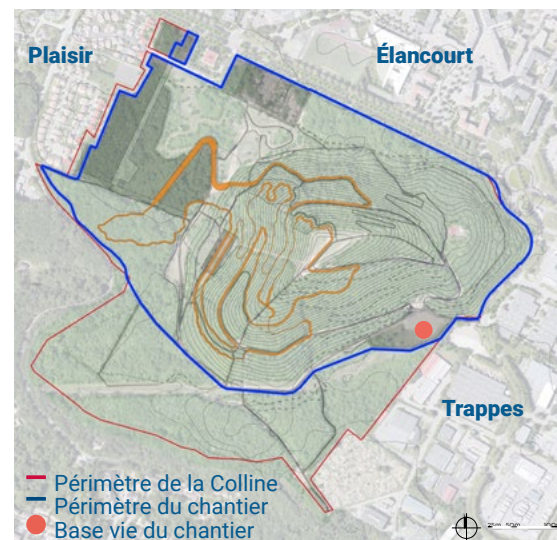 Plaisir
Élancourt
Trappes
Périmètre de la Colline
Périmètre du chantier
Base vie du chantier